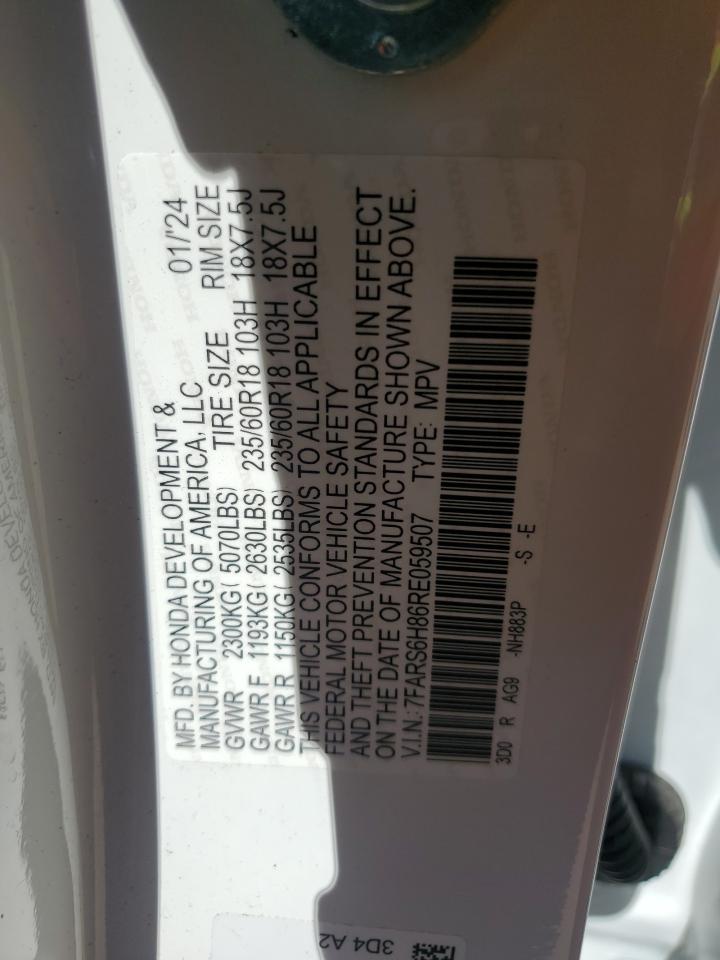 MFD. BY HONDA DEVELOPMENT & 01/'24
MANUFACTURING OF AMERICA, LLC
GVWR 2300KG( 5070LBS) TIRE SIZE RIM SIZE
GAWR F 1193KG( 2630LBS) 235/60R18 103H 18X7.5J
GAWR R 1150KG( 2535LBS) 235/60R18 103H 18X7.5J
THIS VEHICLE CONFORMS TO ALL APPLICABLE
FEDERAL MOTOR VEHICLE SAFETY
AND THEFT PREVENTION STANDARDS IN EFFECT
ON THE DATE OF MANUFACTURE SHOWN ABOVE.
V.I.N.: 7FARS6H86RE059507 TYPE: MPV
3D0 R AG9 -NH883P -S -E
3D4 A2